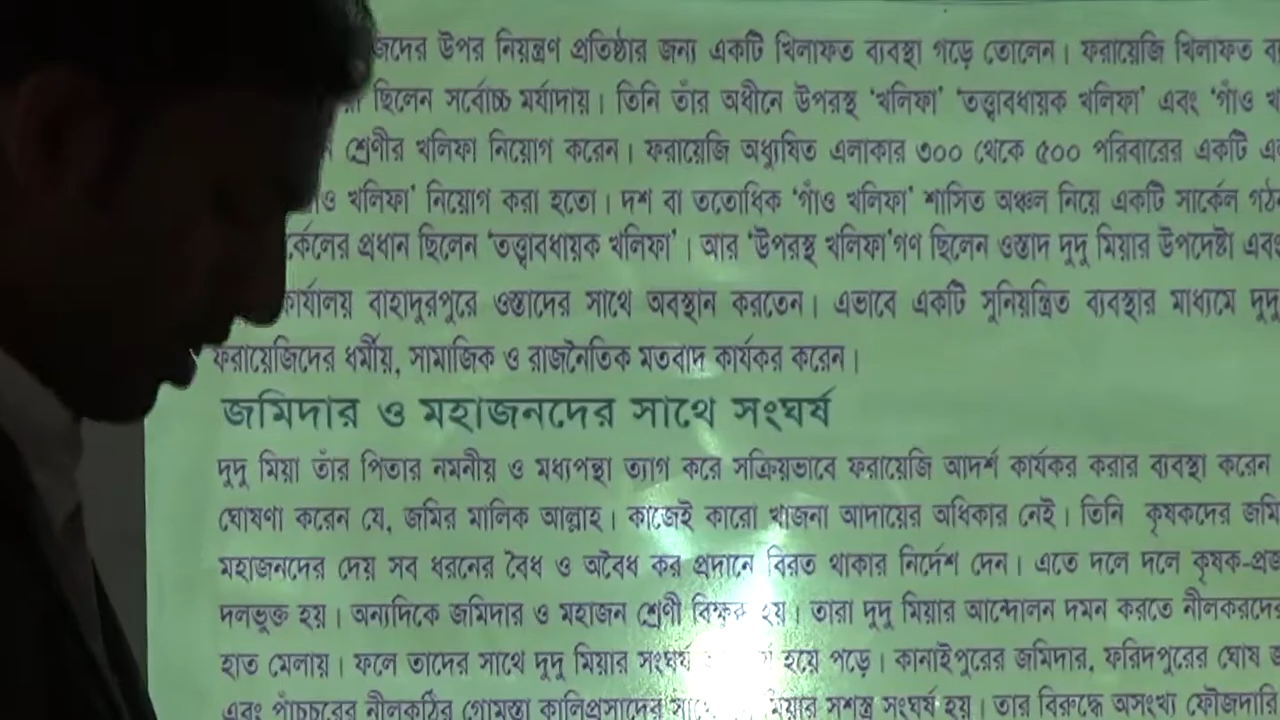 উপর নিয়ন্ত্রণ প্রতিষ্ঠার জন্য একটি খিলাফত ব্যবস্থা গড়ে তোলেন। ফরায়েজি খিলাফত
ছিলেন সর্বোচ্চ মর্যাদায়। তিনি তাঁর অধীনে উপরস্থ ‘খলিফা’ ‘তত্ত্বাবধায়ক খলিফা’ এবং ‘গাঁও
শ্রেণীর খলিফা নিয়োগ করেন। ফরায়েজি অধ্যুষিত এলাকার ৩০০ থেকে ৫০০ পরিবারের একটি
খলিফা’ নিয়োগ করা হতো। দশ বা ততোধিক ‘গাঁও খলিফা’ শাসিত অঞ্চল নিয়ে একটি সার্কেল
প্রধান ছিলেন ‘তত্ত্বাবধায়ক খলিফা’। আর ‘উপরস্থ খলিফা’গণ ছিলেন ওস্তাদ দুদু মিয়ার উপদেষ্টা
বাহাদুরপুরে ওস্তাদের সাথে অবস্থান করতেন। এভাবে একটি সুনিয়ন্ত্রিত ব্যবস্থার মাধ্যমে দুদু
ফরায়েজিদের ধর্মীয়, সামাজিক ও রাজনৈতিক মতবাদ কার্যকর করেন।
জমিদার ও মহাজনদের সাথে সংঘর্ষ
দুদু মিয়া তাঁর পিতার নমনীয় ও মধ্যপন্থা ত্যাগ করে সক্রিয়ভাবে ফরায়েজি আদর্শ কার্যকর করার ব্যবস্থা করেন
ঘোষণা করেন যে, জমির মালিক আল্লাহ। কাজেই কারো খাজনা আদায়ের অধিকার নেই। তিনি কৃষকদের
মহাজনদের দেয় সব ধরনের বৈধ ও অবৈধ কর প্রদানে বিরত থাকার নির্দেশ দেন। এতে দলে দলে
দলভুক্ত হয়। অন্যদিকে জমিদার ও মহাজন শ্রেণী হয়। তারা দুদু মিয়ার আন্দোলন দমন করতে
হাত মেলায়। ফলে তাদের সাথে দুদু মিয়ার হয়ে পড়ে। কানাইপুরের জমিদার, ফরিদপুরের ঘোষ
এবং পাঁচচরের নীলকুঠির গোমস্তা কালিপ্রসাদের মিয়ার সশস্ত্র সংঘর্ষ হয়। তার বিরুদ্ধে অসংখ্য ফৌজদারি